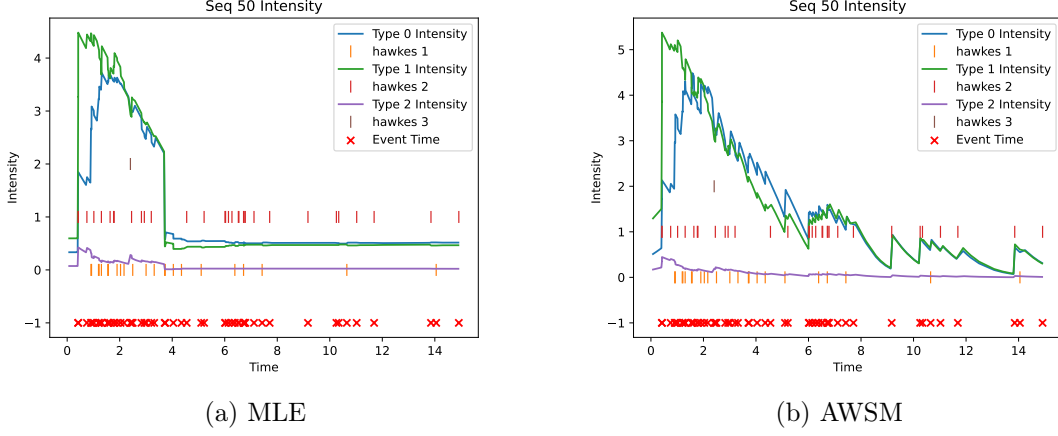 Seq 50 Intensity
4
3
2
1
0
−1
Intensity
0
2
4
6
8
10
12
14
Time
Type 0 Intensity
hawkes 1
Type 1 Intensity
hawkes 2
Type 2 Intensity
hawkes 3
Event Time
(a) MLE
Seq 50 Intensity
5
4
3
2
1
0
−1
Intensity
0
2
4
6
8
10
12
14
Time
Type 0 Intensity
hawkes 1
Type 1 Intensity
hawkes 2
Type 2 Intensity
hawkes 3
Event Time
(b) AWSM